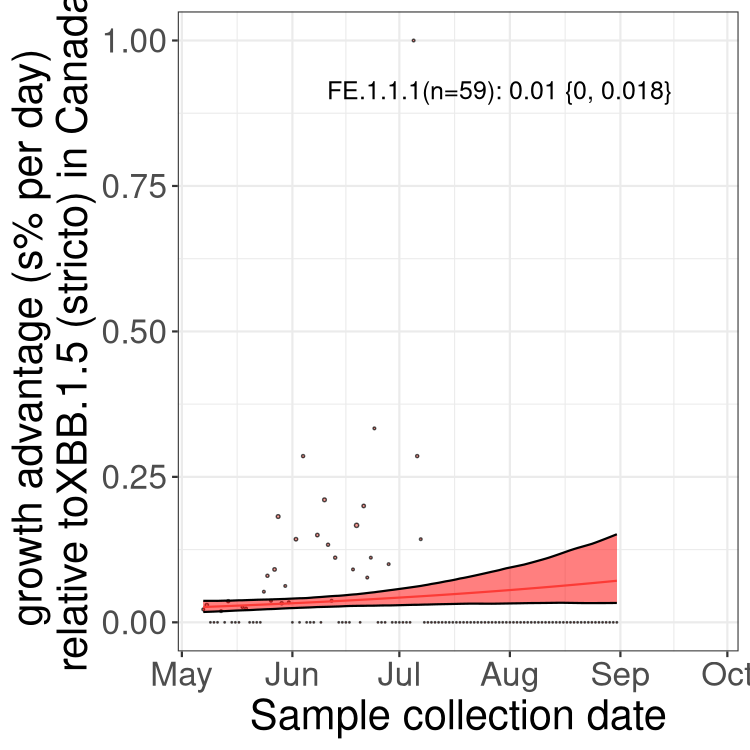 growth advantage (s% per day)
relative toXBB.1.5 (stricto) in Canada
1.00
0.75
0.50
0.25
0.00
FE.1.1.1(n=59): 0.01 {0, 0.018}
May Jun Jul Aug Sep Oct
Sample collection date